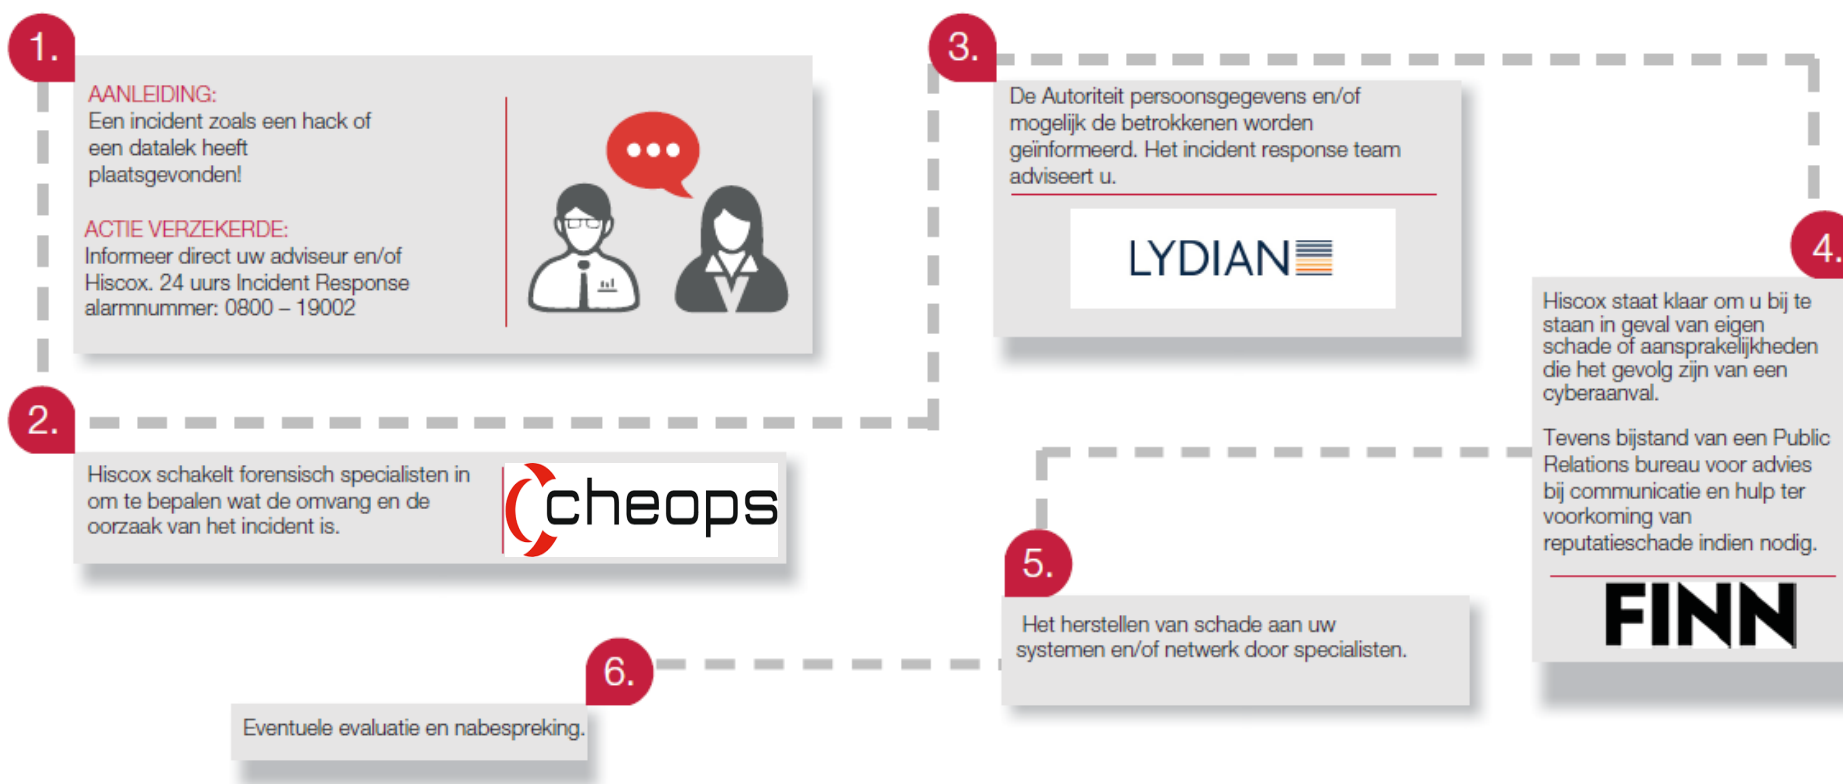 1.
AANLEIDING:
Een incident zoals een hack of
een datalek heeft
plaatsgevonden!
ACTIE VERZEKERDE:
Informeer direct uw adviseur en/of
Hiscox. 24 uurs Incident Response
alarmnummer: 0800 – 19002
2.
Hiscox schakelt forensisch specialisten in
om te bepalen wat de omvang en de
oorzaak van het incident is.
cheops
3.
De Autoriteit persoonsgegevens en/of
mogelijk de betrokkenen worden
geïnformeerd. Het incident response team
adviseert u.
LYDIAN
4.
Hiscox staat klaar om u bij te
staan in geval van eigen
schade of aansprakelijkheden
die het gevolg zijn van een
cyberaanval.
Tevens bijstand van een Public
Relations bureau voor advies
bij communicatie en hulp ter
voorkoming van
reputatieschade indien nodig.
FINN
5.
Het herstellen van schade aan uw
systemen en/of netwerk door specialisten.
6.
Eventuele evaluatie en nabespreking.